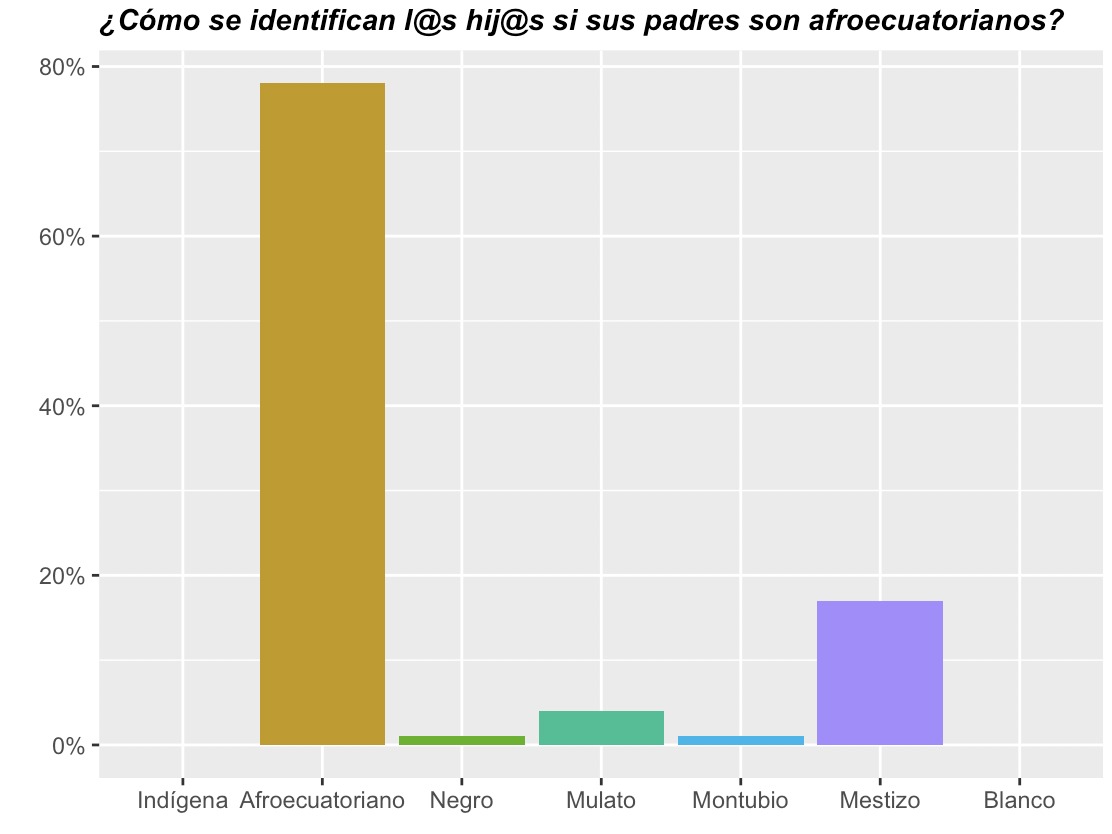 ¿Cómo se identifican l@s hij@s si sus padres son afroecuatorianos?
80%
60%
40%
20%
0%
Indígena Afroecuatoriano Negro Mulato Montubio Mestizo Blanco